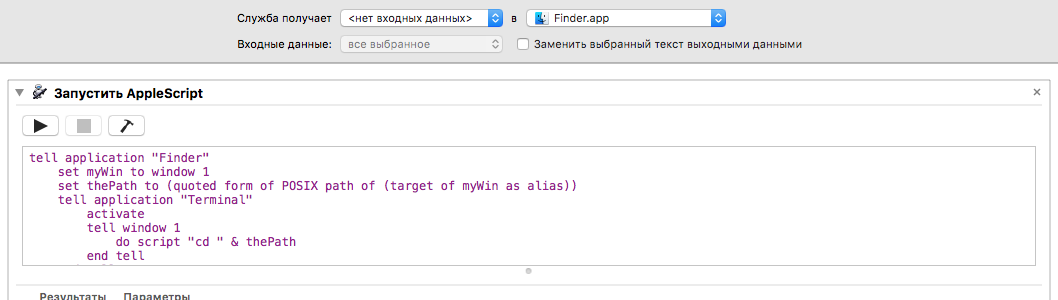 Служба получает <нет входных данных> в Finder.app
Входные данные: все выбранное Заменить выбранный текст выходными данными
Запустить AppleScript
tell application "Finder"
set myWin to window 1
set thePath to (quoted form of POSIX path of (target of myWin as alias))
tell application "Terminal"
activate
tell window 1
do script "cd " & thePath
end tell
Результаты Параметры